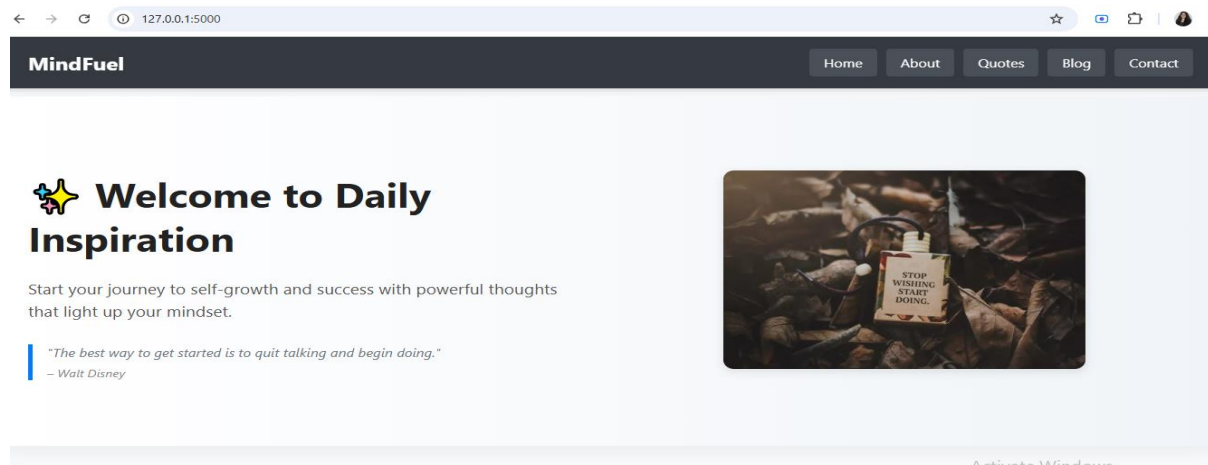 127.0.0.1:5000
MindFuel
Home About Quotes Blog Contact
✨ Welcome to Daily
Inspiration
Start your journey to self-growth and success with powerful thoughts
that light up your mindset.
"The best way to get started is to quit talking and begin doing."
– Walt Disney
STOP
WISHING
START
DOING.
Activate Windows